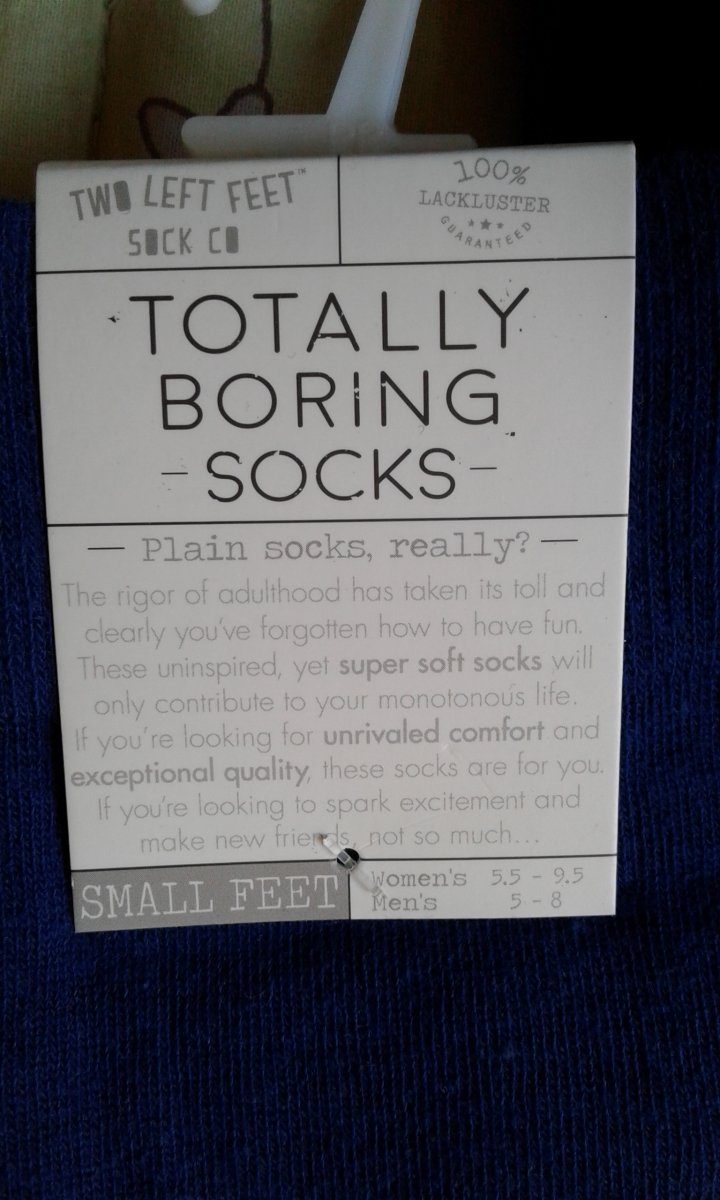 TWO LEFT FEET™
SOCK CO
100%
LACKLUSTER
GUARANTEED
TOTALLY
BORING
- SOCKS -
— Plain socks, really? —
The rigor of adulthood has taken its toll and
clearly you've forgotten how to have fun.
These uninspired, yet super soft socks will
only contribute to your monotonous life.
If you're looking for unrivaled comfort and
exceptional quality, these socks are for you.
If you're looking to spark excitement and
make new friends, not so much...
SMALL FEET
Women's 5.5 - 9.5
Men's 5 - 8